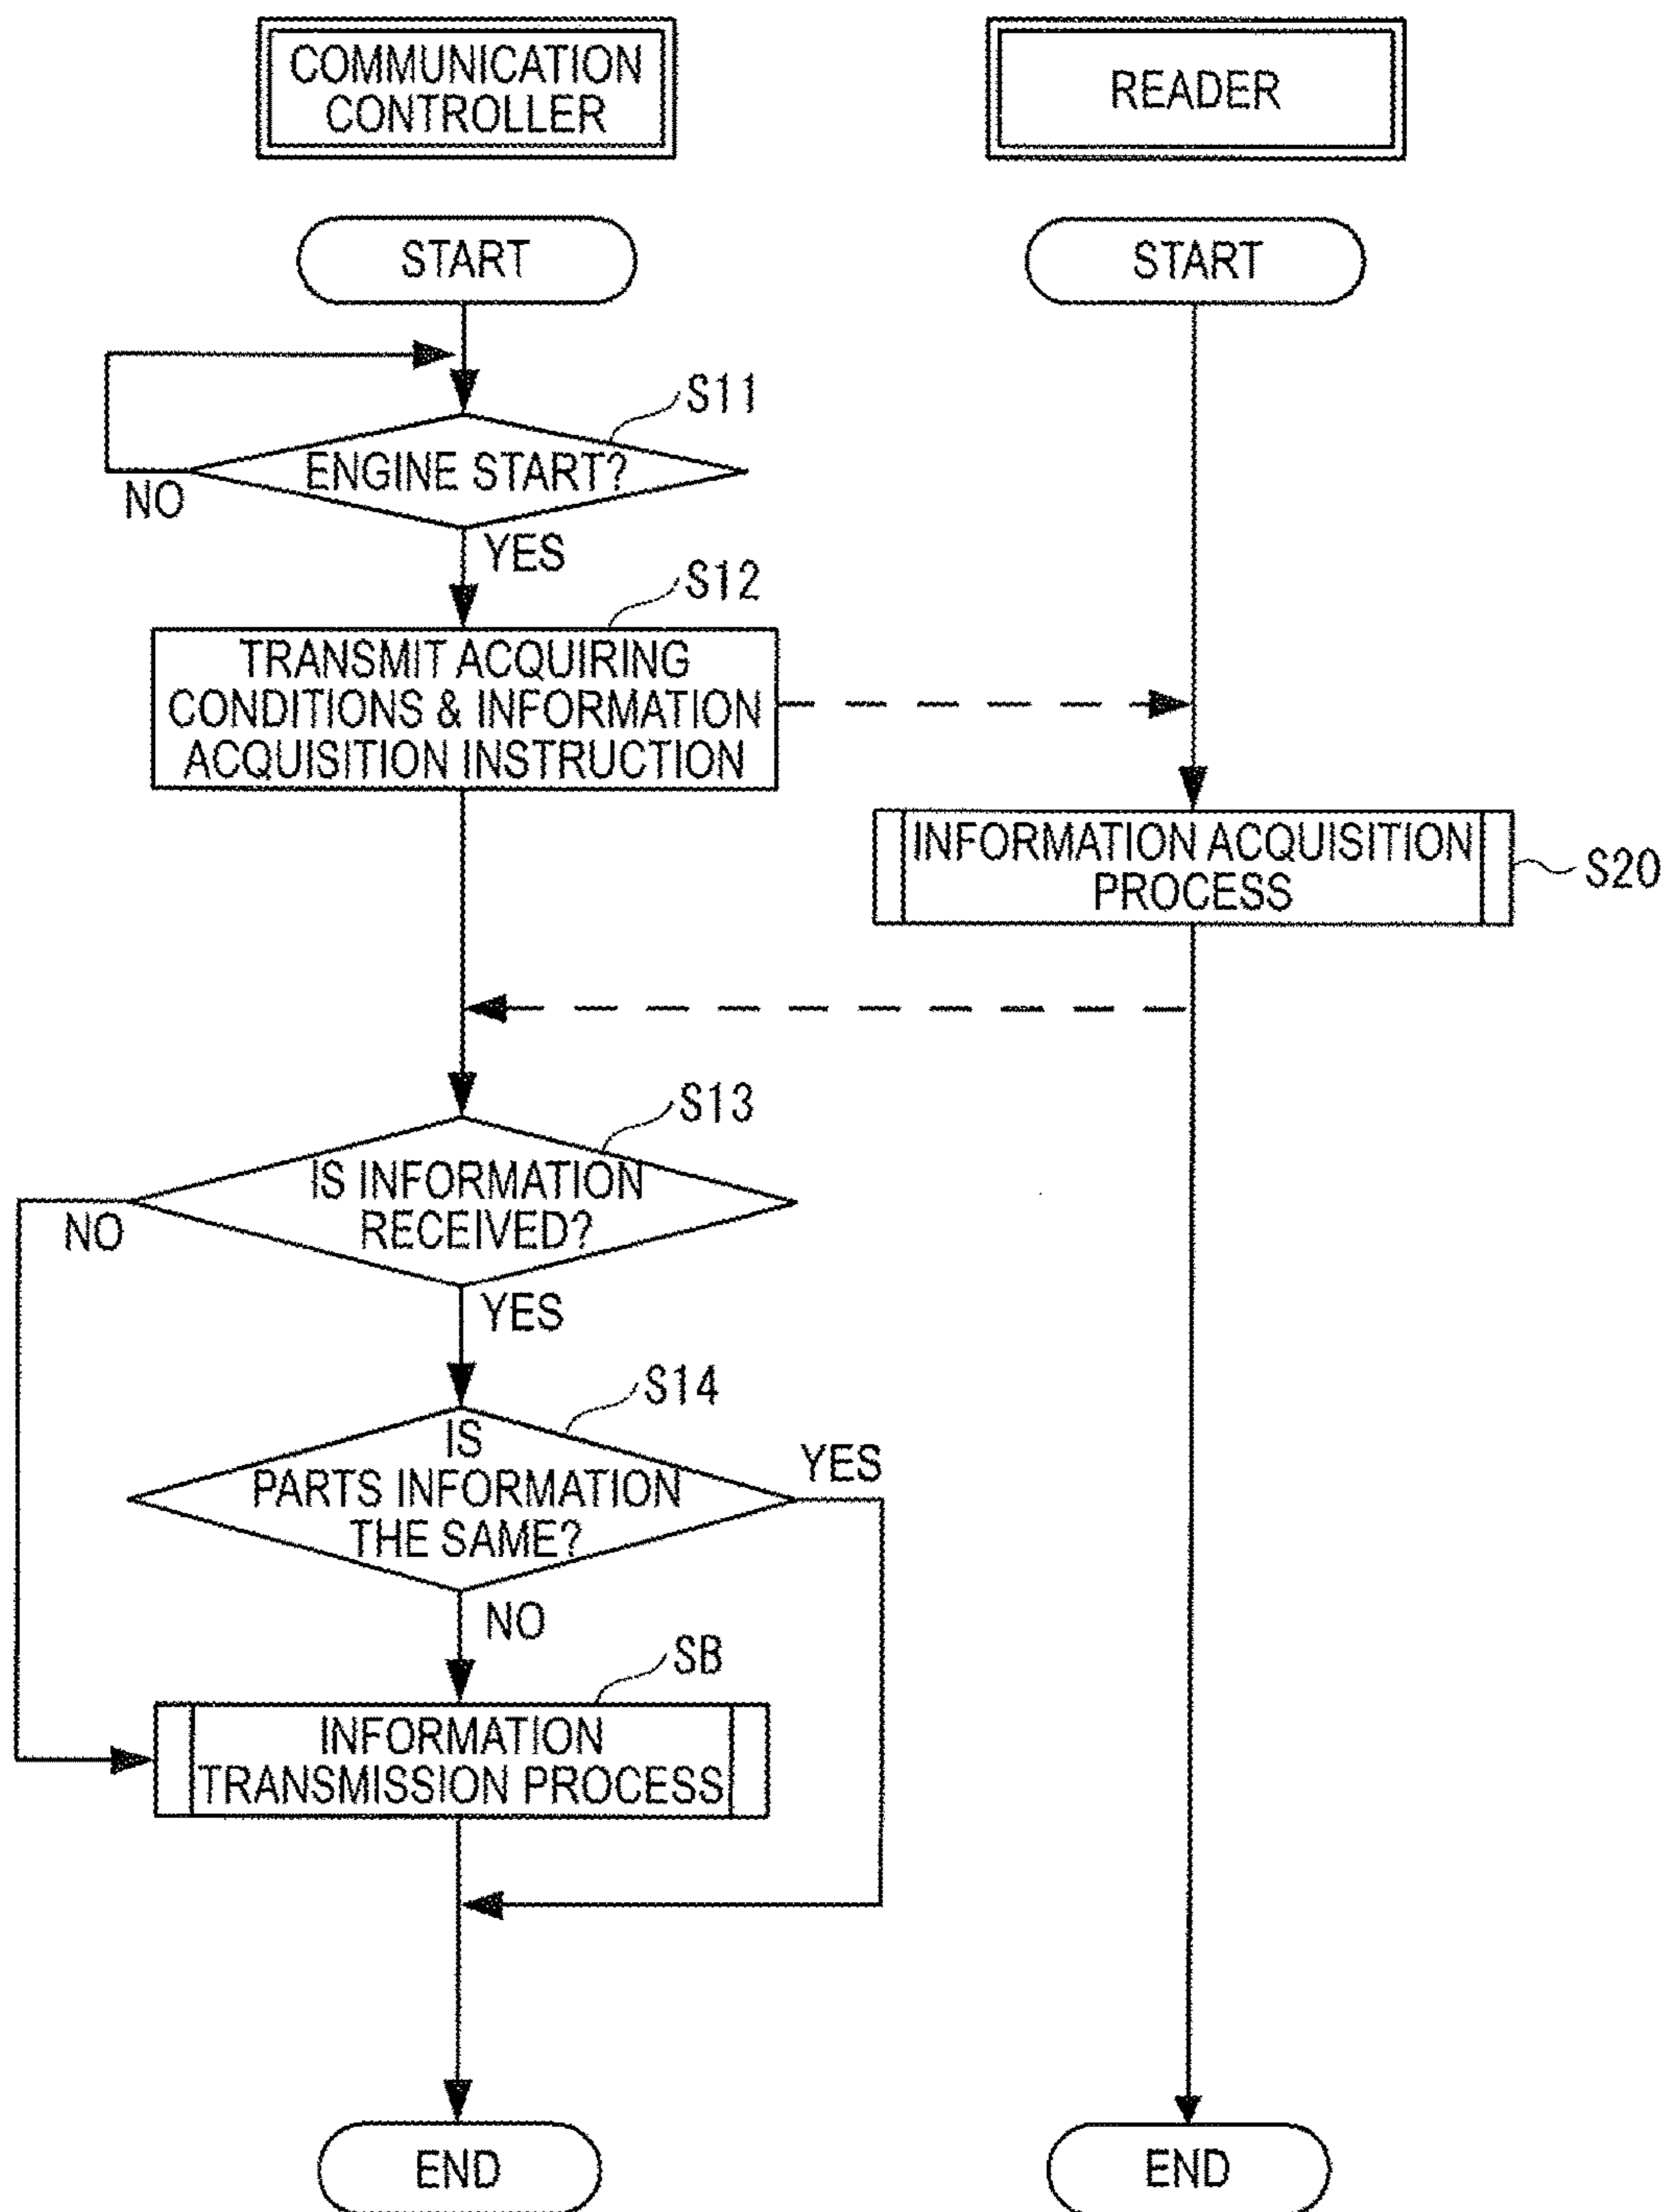 COMMUNICATION
CONTROLLER
READER
START
START
S11
ENGINE START?
NO
YES
S12
TRANSMIT ACQUIRING
CONDITIONS & INFORMATION
ACQUISITION INSTRUCTION
INFORMATION ACQUISITION
PROCESS
S20
S13
IS INFORMATION
RECEIVED?
NO
YES
S14
IS
PARTS INFORMATION
THE SAME?
YES
NO
SB
INFORMATION
TRANSMISSION PROCESS
END
END